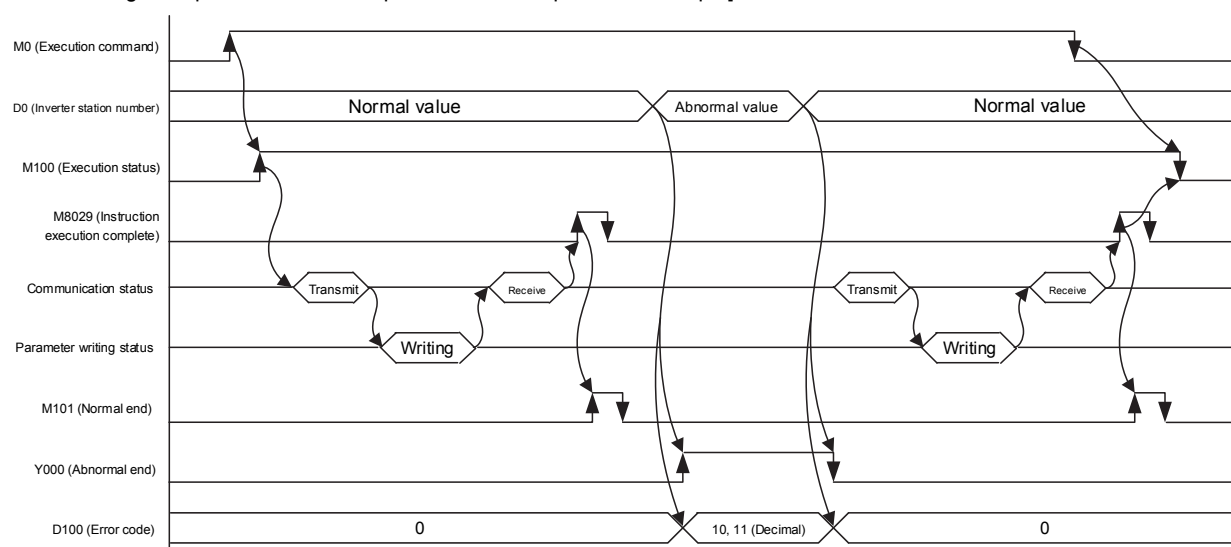 M0 (Execution command)
D0 (Inverter station number)
Normal value
Abnormal value
Normal value
M100 (Execution status)
M8029 (Instruction
execution complete)
Communication status
Transmit
Receive
Transmit
Receive
Parameter writing status
Writing
Writing
M101 (Normal end)
Y000 (Abnormal end)
D100 (Error code)
0
10, 11 (Decimal)
0